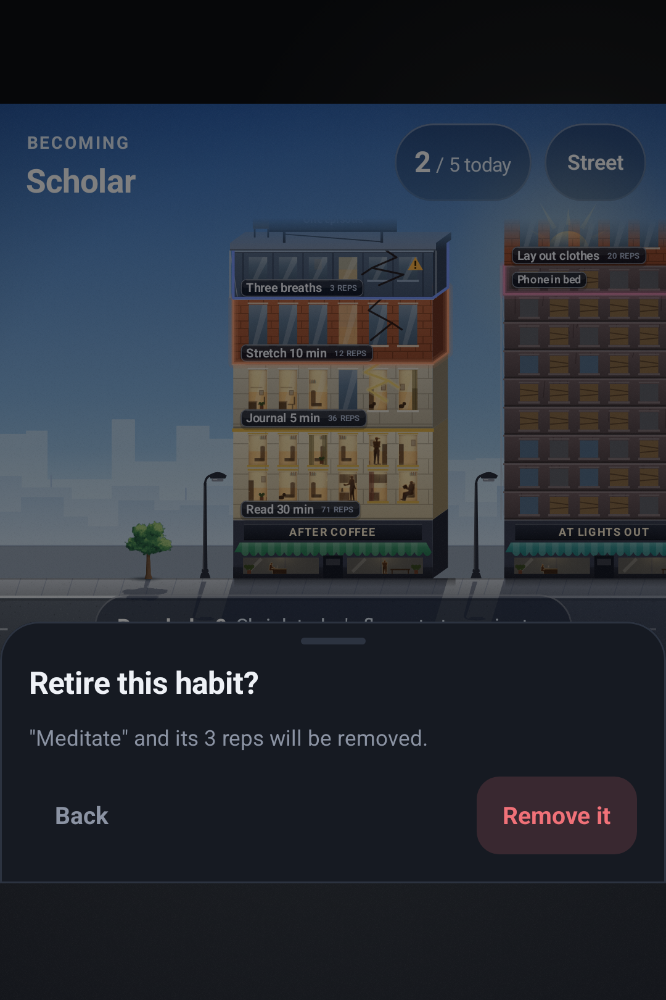 BECOMING
Scholar
2 / 5 today
Street
Three breaths 3 REPS
Stretch 10 min 12 REPS
Journal 5 min 36 REPS
Read 30 min 71 REPS
AFTER COFFEE
Lay out clothes 20 REPS
Phone in bed
AT LIGHTS OUT
Retire this habit?
"Meditate" and its 3 reps will be removed.
Back
Remove it